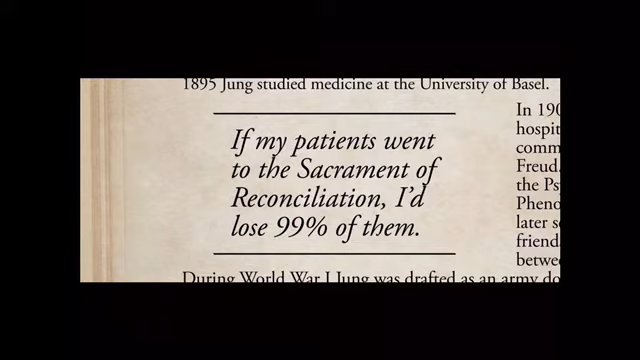 1895 Jung studied medicine at the University of Basel.
If my patients went
to the Sacrament of
Reconciliation, I'd
lose 99% of them.
In 190
hospit
comm
Freud.
the Ps
Pheno
later s
friend
betwe
During World War I Jung was drafted as an army do